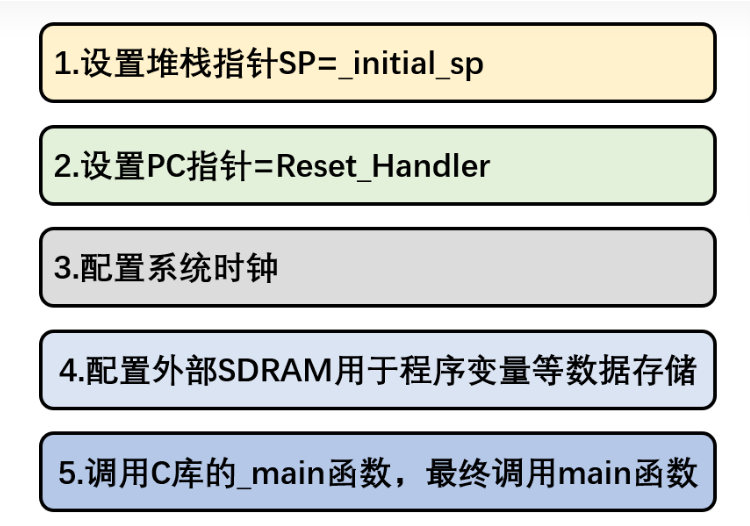 1.设置堆栈指针SP=_initial_sp
2.设置PC指针=Reset_Handler
3.配置系统时钟
4.配置外部SDRAM用于程序变量等数据存储
5.调用C库的_main函数，最终调用main函数